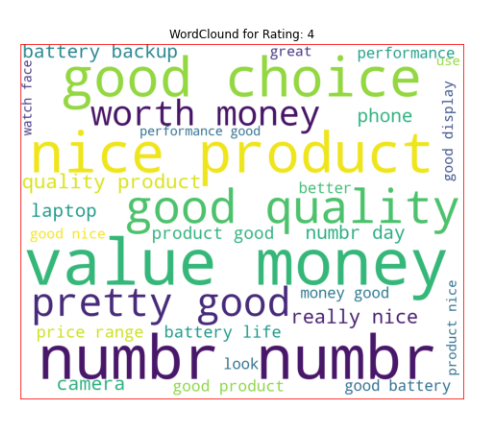 WordClound for Rating: 4
battery backup
great
performance
use
watch face
good choice
worth money
phone
good display
performance good
nice product
quality product
better
laptop
good quality
good nice
product good
numbr day
value money
pretty good
money good
really nice
product nice
price range
battery life
numbr numbr
look
camera
good product
good battery